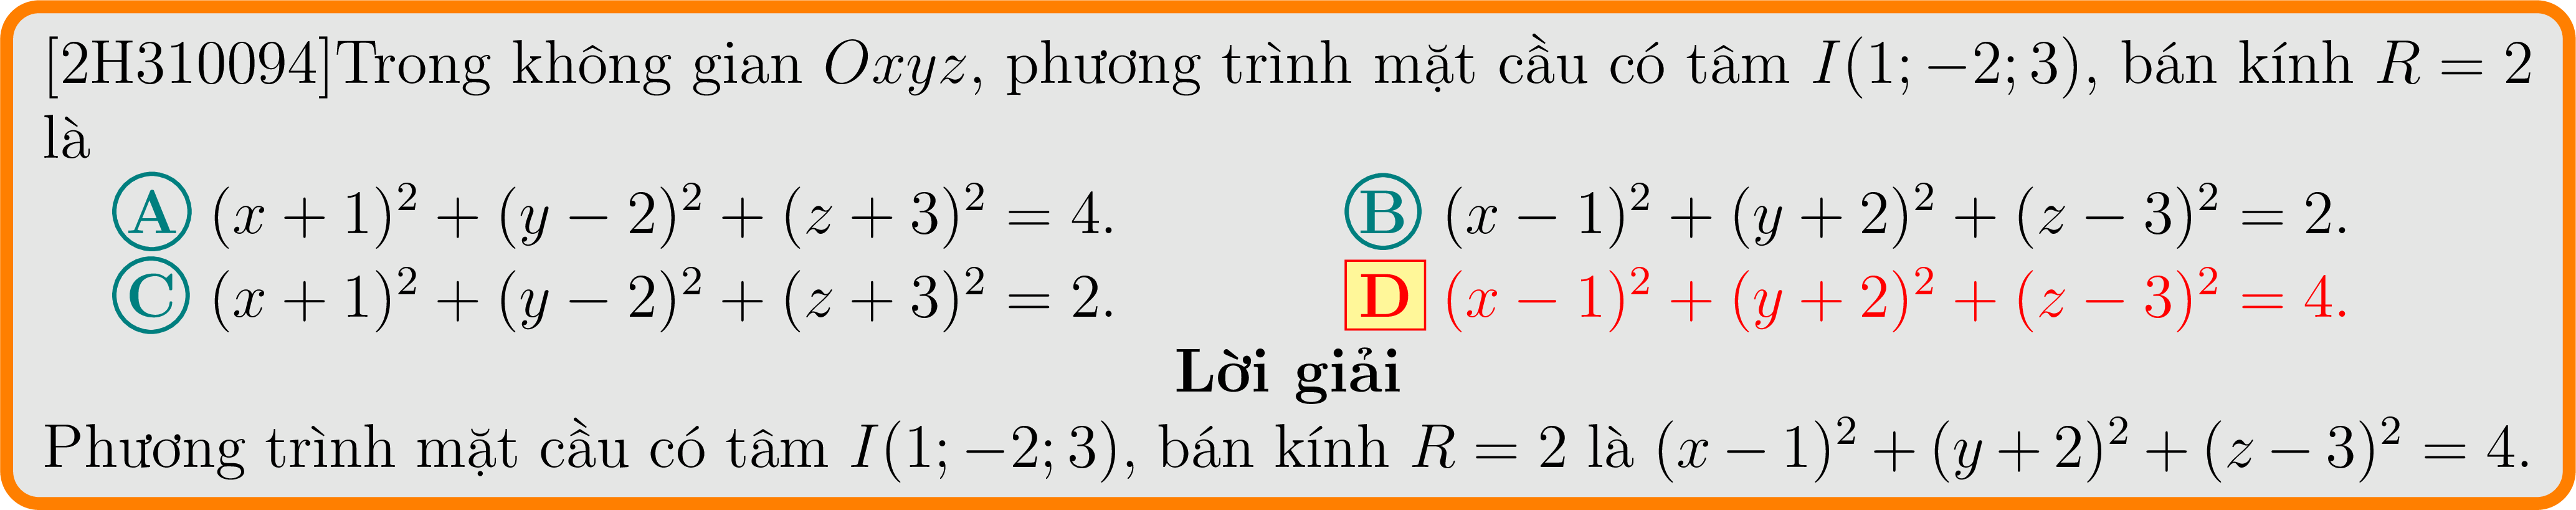 [2H310094]Trong không gian Oxyz, phương trình mặt cầu có tâm I(1; −2; 3), bán kính R = 2
là
A (x + 1)² + (y − 2)² + (z + 3)² = 4. B (x − 1)² + (y + 2)² + (z − 3)² = 2.
C (x + 1)² + (y − 2)² + (z + 3)² = 2. D (x − 1)² + (y + 2)² + (z − 3)² = 4.
Lời giải
Phương trình mặt cầu có tâm I(1; −2; 3), bán kính R = 2 là (x − 1)² + (y + 2)² + (z − 3)² = 4.